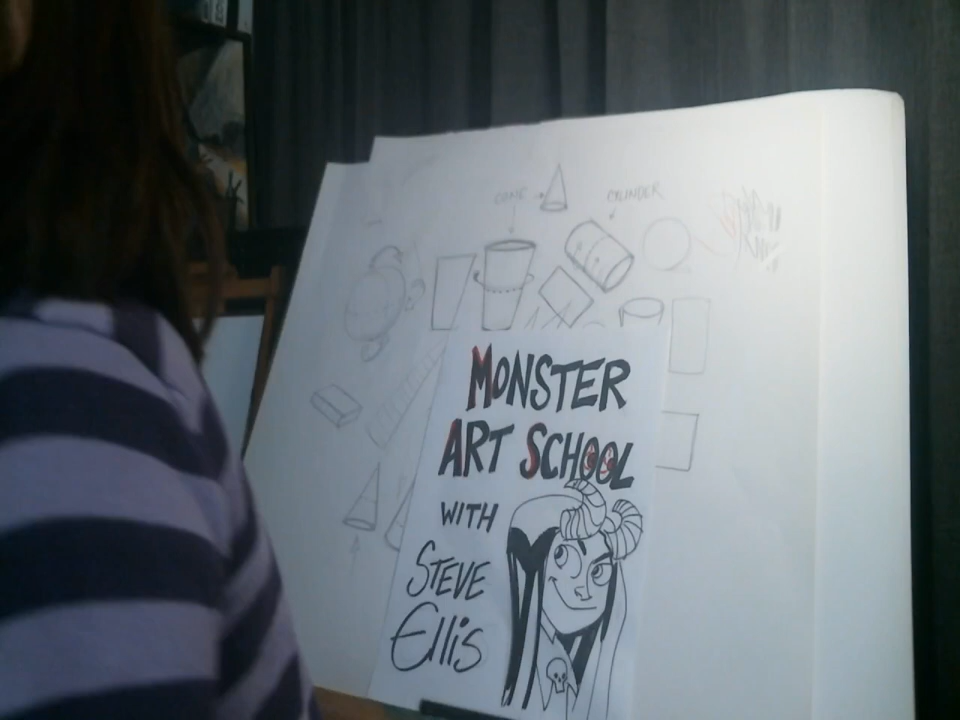 CONE
CYLINDER
MONSTER
ART SCHOOL
WITH
STEVE
Ellis